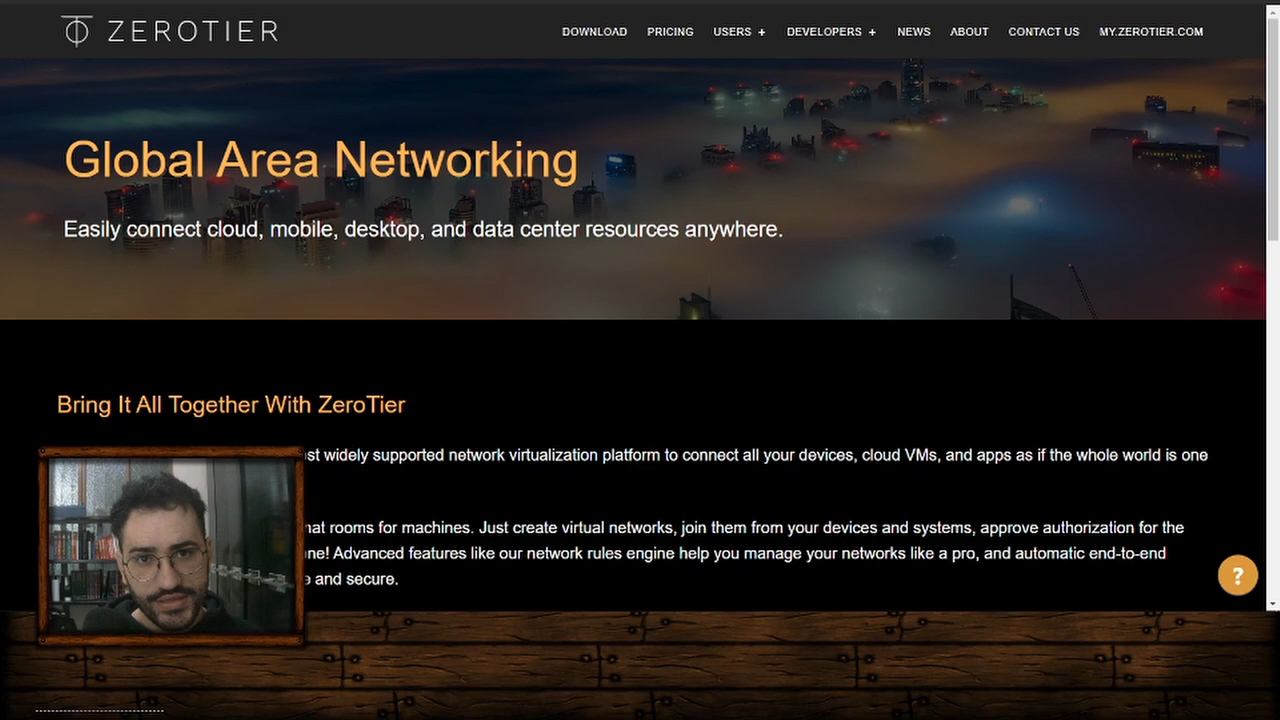 ZEROTIER
DOWNLOAD PRICING USERS + DEVELOPERS + NEWS ABOUT CONTACT US MY.ZEROTIER.COM
Global Area Networking
Easily connect cloud, mobile, desktop, and data center resources anywhere.
Bring It All Together With ZeroTier
widely supported network virtualization platform to connect all your devices, cloud VMs, and apps as if the whole world is one
rooms for machines. Just create virtual networks, join them from your devices and systems, approve authorization for the
Advanced features like our network rules engine help you manage your networks like a pro, and automatic end-to-end
and secure.
?